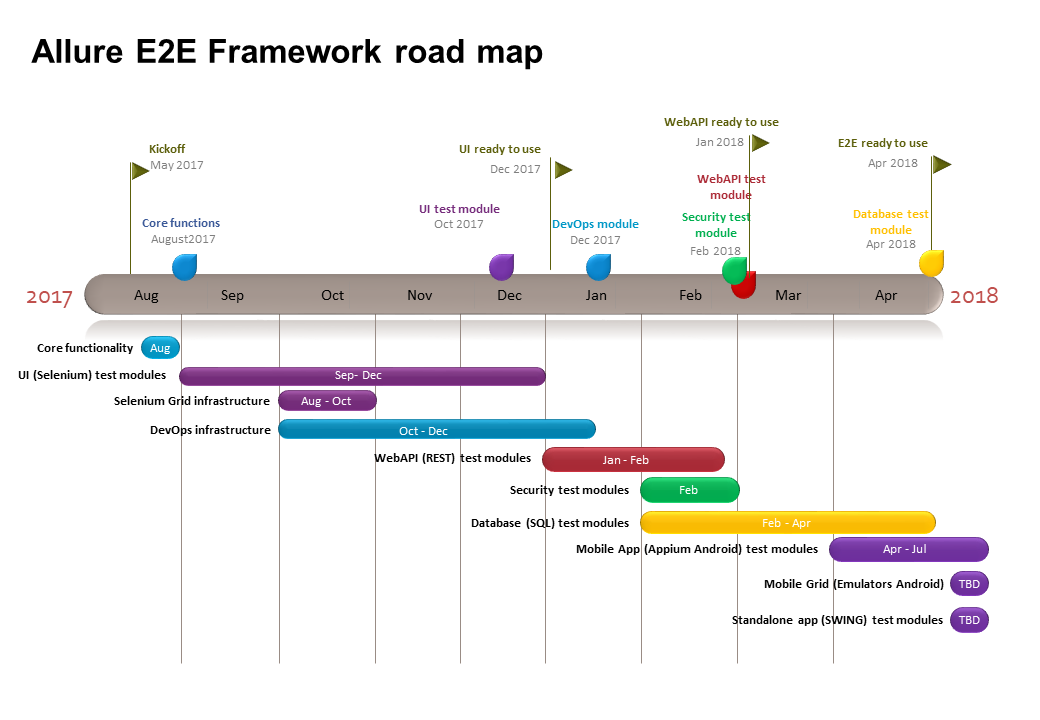 Allure E2E Framework road map
WebAPI ready to use
Jan 2018
Kickoff
May 2017
UI ready to use
Dec 2017
E2E ready to use
Apr 2018
WebAPI test
module
UI test module
Oct 2017
Core functions
August2017
DevOps module
Dec 2017
Security test
module
Feb 2018
Database test
module
Apr 2018
2017
Aug
Sep
Oct
Nov
Dec
Jan
Feb
Mar
Apr
2018
Core functionality
Aug
UI (Selenium) test modules
Sep- Dec
Selenium Grid infrastructure
Aug - Oct
DevOps infrastructure
Oct - Dec
WebAPI (REST) test modules
Jan - Feb
Security test modules
Feb
Database (SQL) test modules
Feb - Apr
Mobile App (Appium Android) test modules
Apr - Jul
Mobile Grid (Emulators Android)
TBD
Standalone app (SWING) test modules
TBD